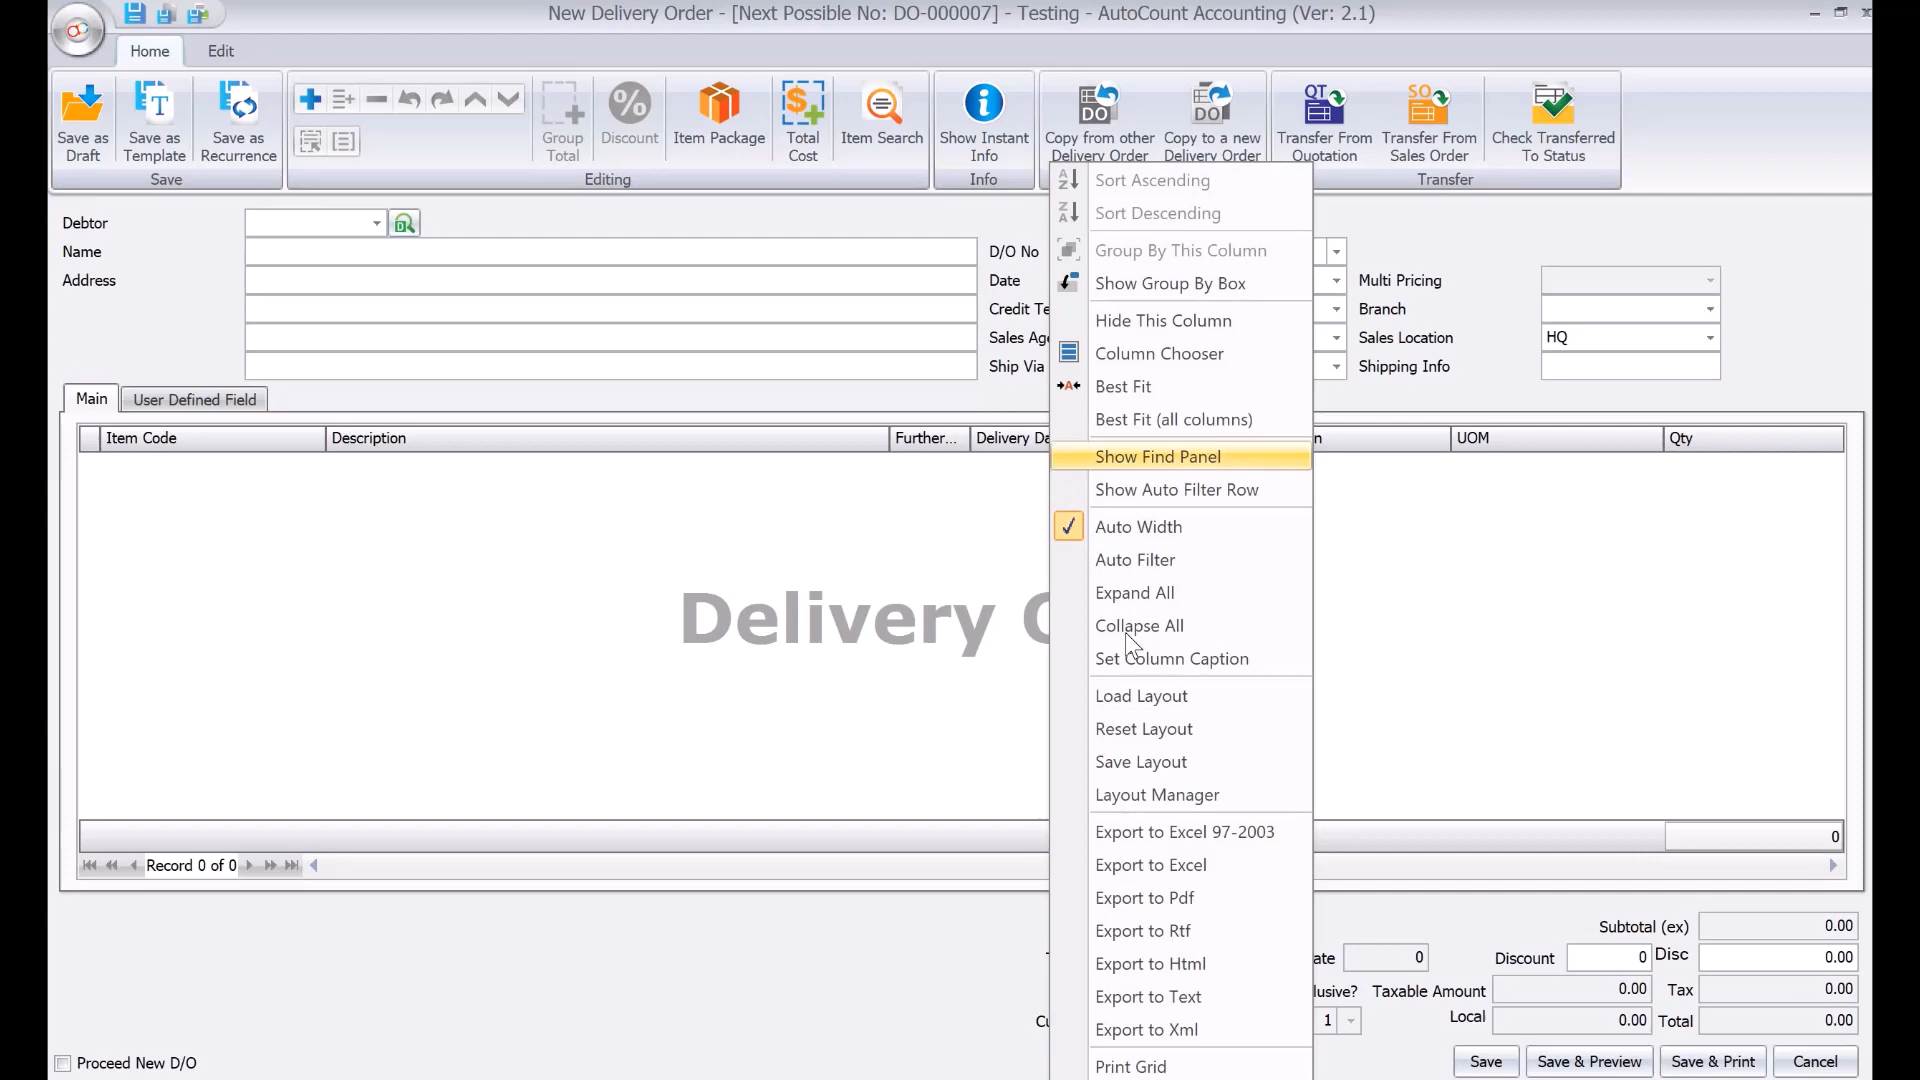 New Delivery Order - [Next Possible No: DO-000007] - Testing - AutoCount Accounting (Ver: 2.1)
Home Edit
Save as Draft
Save as Template
Save as Recurrence
Group Total
Discount
Item Package
Total Cost
Item Search
Show Instant Info
Copy from other Delivery Order
Copy to a new Delivery Order
Transfer From Quotation
Transfer From Sales Order
Check Transferred To Status
Save
Editing
Info
Transfer
Debtor
Name
Address
D/O No
Date
Credit Te
Sales Age
Ship Via
Multi Pricing
Branch
Sales Location HQ
Shipping Info
Main User Defined Field
Item Code Description Further... Delivery Da UOM Qty
Delivery
Sort Ascending
Sort Descending
Group By This Column
Show Group By Box
Hide This Column
Column Chooser
Best Fit
Best Fit (all columns)
Show Find Panel
Show Auto Filter Row
Auto Width
Auto Filter
Expand All
Collapse All
Set Column Caption
Load Layout
Reset Layout
Save Layout
Layout Manager
Export to Excel 97-2003
Export to Excel
Export to Pdf
Export to Rtf
Export to Html
Export to Text
Export to Xml
Print Grid
0
Record 0 of 0
Subtotal (ex) 0.00
ate 0 Discount 0 Disc 0.00
lusive? Taxable Amount 0.00 Tax 0.00
1 Local 0.00 Total 0.00
Proceed New D/O
Save Save & Preview Save & Print Cancel